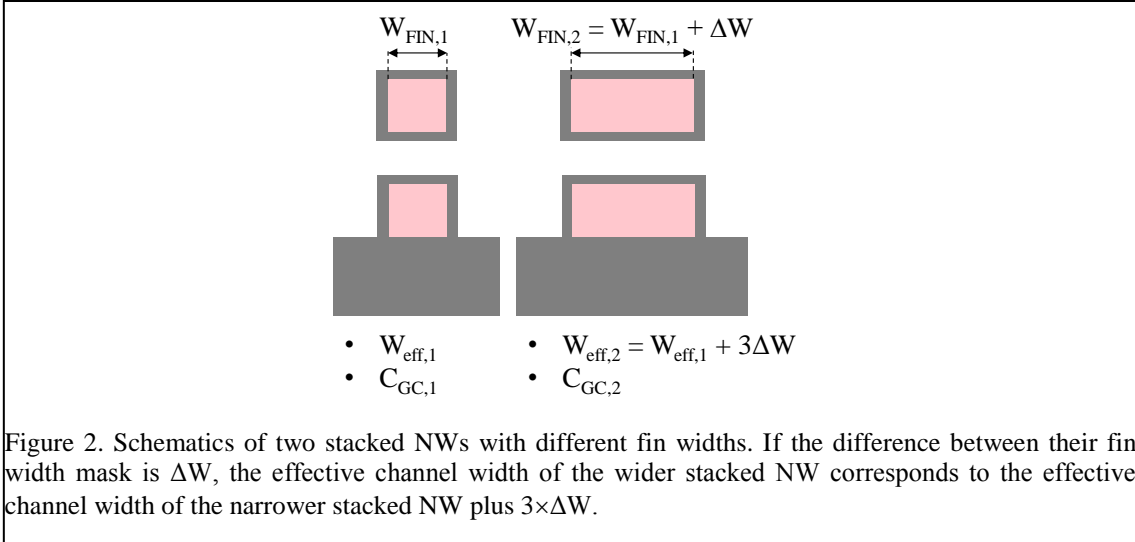 W_FIN,1 W_FIN,2 = W_FIN,1 + ΔW
• W_eff,1 • W_eff,2 = W_eff,1 + 3ΔW
• C_GC,1 • C_GC,2
Figure 2. Schematics of two stacked NWs with different fin widths. If the difference between their fin
width mask is ΔW, the effective channel width of the wider stacked NW corresponds to the effective
channel width of the narrower stacked NW plus 3×ΔW.